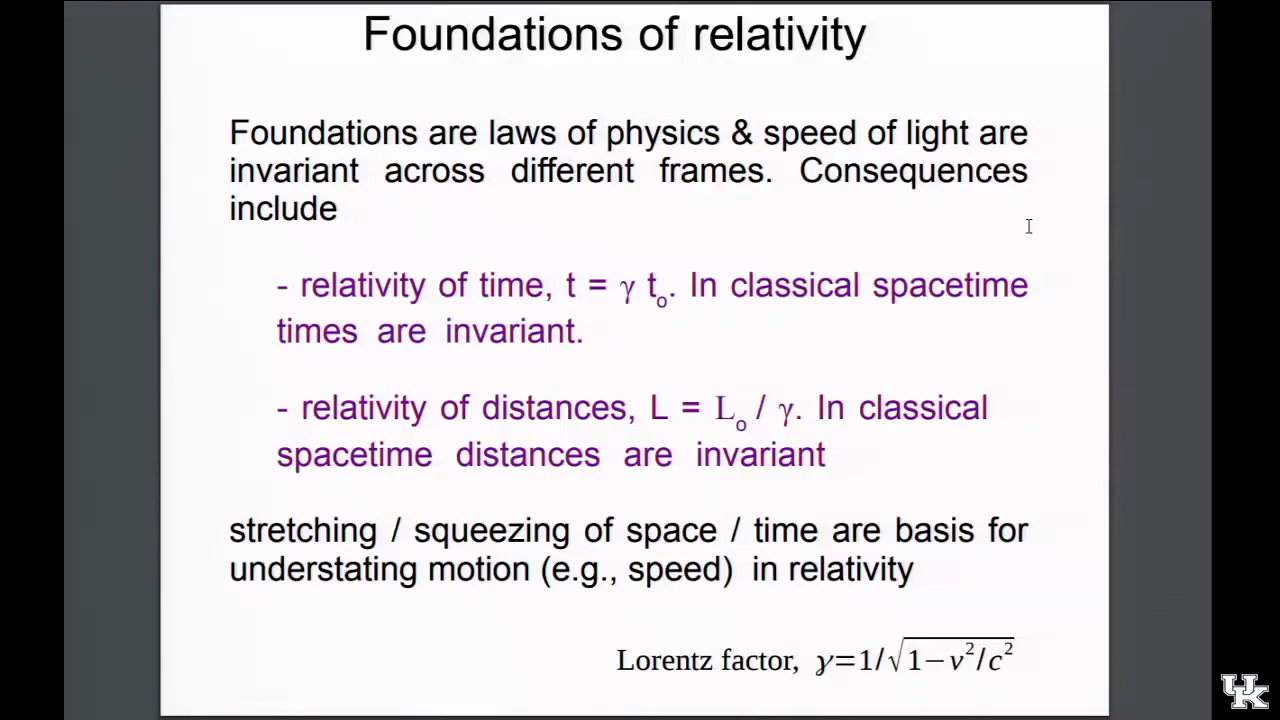 Foundations of relativity
Foundations are laws of physics & speed of light are
invariant across different frames. Consequences
include
- relativity of time, t = γ tₒ. In classical spacetime
times are invariant.
- relativity of distances, L = Lₒ / γ. In classical
spacetime distances are invariant
stretching / squeezing of space / time are basis for
understating motion (e.g., speed) in relativity
Lorentz factor, γ=1/√(1−v²/c²)
UK